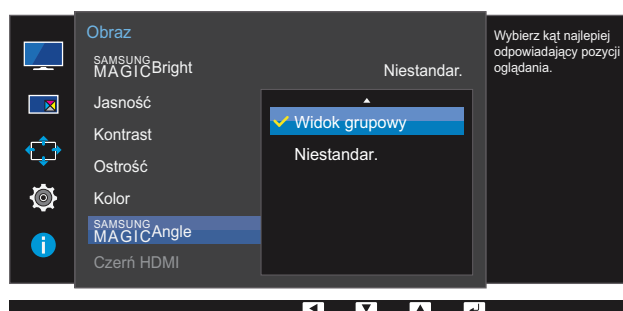 Obraz
SAMSUNG MAGICBright
Niestandar.
Jasność
Kontrast
Ostrość
Kolor
SAMSUNG MAGICAngle
Czerń HDMI
Widok grupowy
Niestandar.
Wybierz kąt najlepiej
odpowiadający pozycji
oglądania.